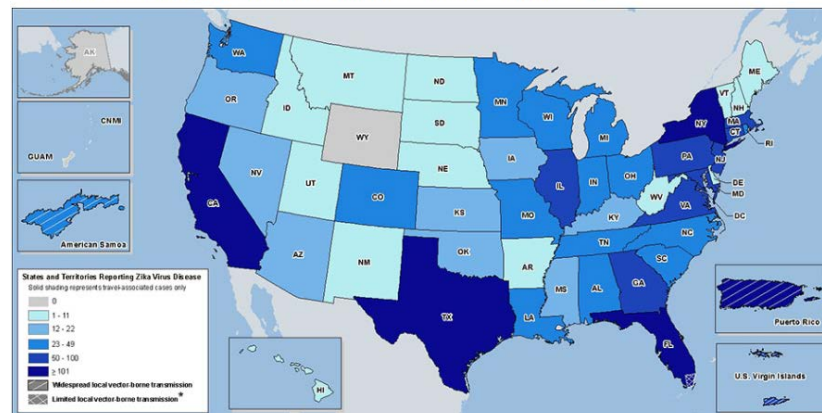 AK
CNMI
GUAM
American Samoa
States and Territories Reporting Zika Virus Disease
Solid shading represents travel-associated cases only
0
1 - 11
12 - 22
23 - 49
50 - 100
≥ 101
Widespread local vector-borne transmission
Limited local vector-borne transmission*
WA
OR
CA
NV
ID
MT
WY
UT
AZ
CO
NM
ND
SD
NE
KS
OK
TX
MN
IA
MO
AR
LA
WI
IL
MI
IN
OH
KY
TN
MS
AL
GA
FL
SC
NC
VA
WV
PA
NY
VT
NH
ME
MA
CT
RI
NJ
DE
MD
DC
HI
Puerto Rico
U.S. Virgin Islands